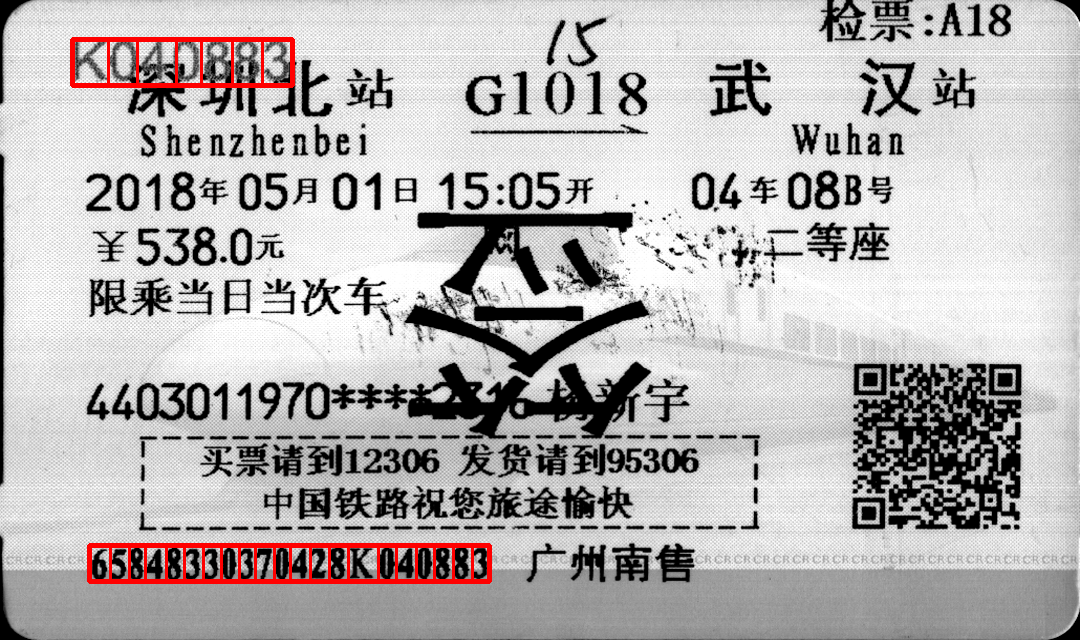 15
检票:A18
K040883
深圳北站 G1018 武汉站
Shenzhenbei Wuhan
2018年05月01日 15:05开 04车08B号
¥538.0元 网 二等座
限乘当日当次车
签
4403011970****2316 杨新宇
买票请到12306 发货请到95306
中国铁路祝您旅途愉快
65848330370428K040883 广州南售